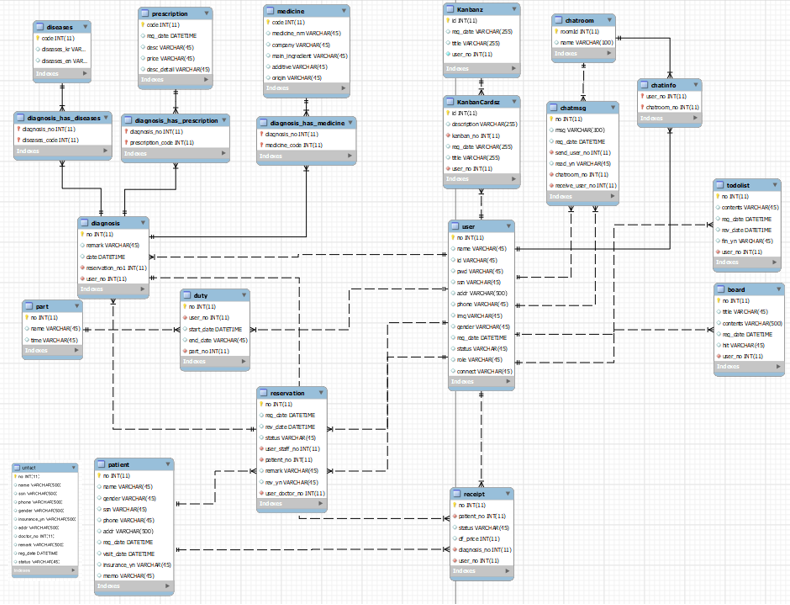 diseases
code INT(11)
diseases_kr VAR...
diseases_en VAR...
Indexes
prescription
code INT(11)
reg_date DATETIME
desc VARCHAR(45)
price VARCHAR(45)
desc_detail VARCHAR(45)
Indexes
medicine
code INT(11)
medicine_nm VARCHAR(45)
company VARCHAR(45)
main_ingredient VARCHAR(45)
additive VARCHAR(45)
origin VARCHAR(45)
Indexes
Kanbanz
id INT(11)
reg_date VARCHAR(255)
title VARCHAR(255)
user_no INT(11)
Indexes
chatroom
roomId INT(11)
name VARCHAR(100)
Indexes
chatinfo
user_no INT(11)
chatroom_no INT(11)
Indexes
diagnosis_has_diseases
diagnosis_no INT(11)
diseases_code INT(11)
Indexes
diagnosis_has_prescription
diagnosis_no INT(11)
prescription_code INT(11)
Indexes
diagnosis_has_medicine
diagnosis_no INT(11)
medicine_code INT(11)
Indexes
KanbanCardsz
id INT(11)
description VARCHAR(255)
kanban_no INT(11)
reg_date VARCHAR(255)
title VARCHAR(255)
user_no INT(11)
Indexes
chatmsg
no INT(11)
msg VARCHAR(300)
reg_date DATETIME
send_user_no INT(11)
read_yn VARCHAR(45)
chatroom_no INT(11)
receive_user_no INT(11)
Indexes
todolist
no INT(11)
contents VARCHAR(45)
reg_date DATETIME
rev_date DATETIME
fin_yn VARCHAR(45)
user_no INT(11)
Indexes
diagnosis
no INT(11)
remark VARCHAR(45)
date DATETIME
reservation_no1 INT(11)
user_no INT(11)
Indexes
user
no INT(11)
name VARCHAR(45)
id VARCHAR(45)
pwd VARCHAR(45)
ssn VARCHAR(45)
addr VARCHAR(500)
phone VARCHAR(45)
img VARCHAR(45)
gender VARCHAR(45)
reg_date DATETIME
status VARCHAR(45)
role VARCHAR(45)
connect VARCHAR(45)
Indexes
board
no INT(11)
title VARCHAR(45)
contents VARCHAR(500)
reg_date DATETIME
hit VARCHAR(45)
user_no INT(11)
Indexes
part
no INT(11)
name VARCHAR(45)
time VARCHAR(45)
Indexes
duty
no INT(11)
user_no INT(11)
start_date DATETIME
end_date VARCHAR(45)
part_no INT(11)
Indexes
reservation
no INT(11)
reg_date DATETIME
rev_date DATETIME
status VARCHAR(45)
user_staff_no INT(11)
patient_no INT(11)
remark VARCHAR(45)
rev_yn VARCHAR(45)
user_doctor_no INT(11)
Indexes
untact
no INT(11)
name VARCHAR(500)
ssn VARCHAR(500)
phone VARCHAR(500)
gender VARCHAR(500)
insurance_yn VARCHAR(500)
addr VARCHAR(500)
doctor_no INT(11)
remark VARCHAR(500)
reg_date DATETIME
status VARCHAR(45)
Indexes
patient
no INT(11)
name VARCHAR(45)
gender VARCHAR(45)
ssn VARCHAR(45)
phone VARCHAR(45)
addr VARCHAR(500)
reg_date DATETIME
visit_date DATETIME
insurance_yn VARCHAR(45)
memo VARCHAR(45)
Indexes
receipt
no INT(11)
patient_no INT(11)
status VARCHAR(45)
df_price INT(11)
diagnosis_no INT(11)
user_no INT(11)
Indexes